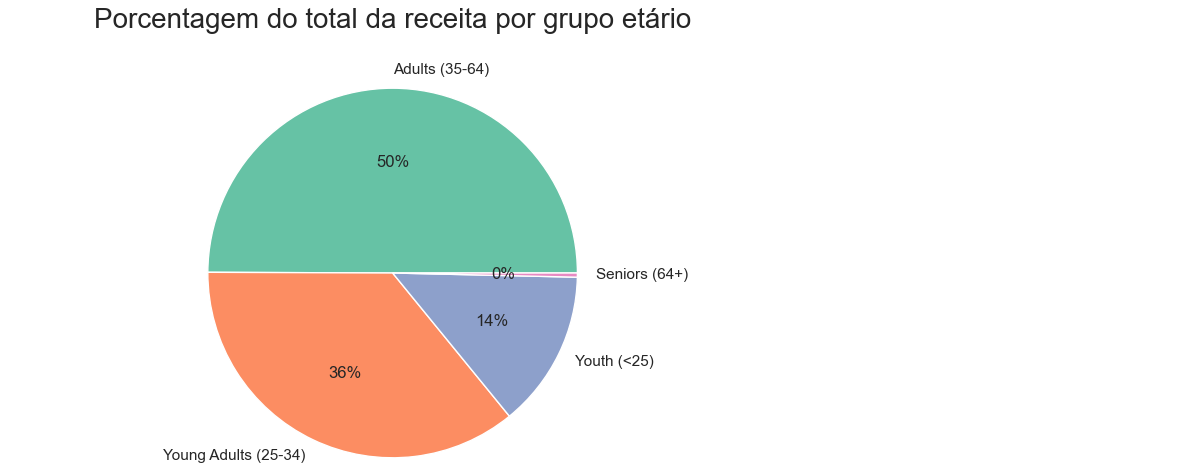 Porcentagem do total da receita por grupo etário
Adults (35-64)
50%
0%
Seniors (64+)
14%
Youth (<25)
36%
Young Adults (25-34)